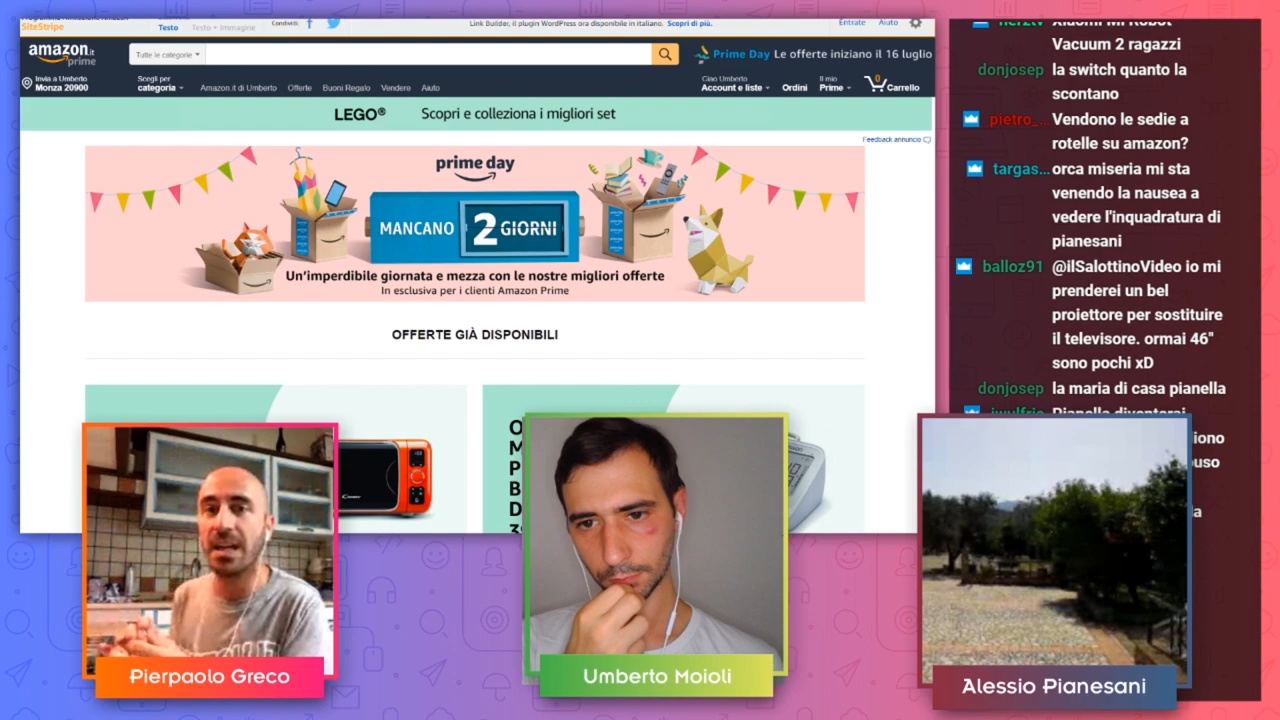 SiteStripe
Testo
Testo + Immagine
Condividi
Link Builder, il plugin WordPress ora disponibile in italiano. Scopri di più.
Entrate
Aiuto
amazon.it
prime
Tutte le categorie
Prime Day Le offerte iniziano il 16 luglio
Invia a Umberto
Monza 20900
Scegli per
categoria
Amazon.it di Umberto
Offerte
Buoni Regalo
Vendere
Aiuto
Ciao Umberto
Account e liste
Ordini
Il mio
Prime
0
Carrello
LEGO® Scopri e colleziona i migliori set
Feedback annuncio
prime day
MANCANO 2 GIORNI
Un'imperdibile giornata e mezza con le nostre migliori offerte
In esclusiva per i clienti Amazon Prime
OFFERTE GIÀ DISPONIBILI
O
M
P
B
D
Xiaomi Mi Robot
Vacuum 2 ragazzi
donjosep la switch quanto la
scontano
pietro_... Vendono le sedie a
rotelle su amazon?
targas... orca miseria mi sta
venendo la nausea a
vedere l'inquadratura di
pianesani
balloz91 @ilSalottinoVideo io mi
prenderei un bel
proiettore per sostituire
il televisore. ormai 46"
sono pochi xD
donjosep la maria di casa pianella
Pianella diventerai
Pierpaolo Greco
Umberto Moioli
Alessio Pianesani